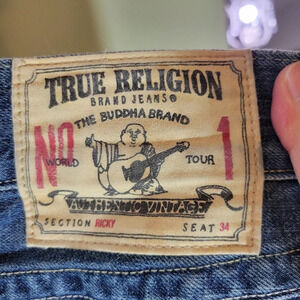 TRUE RELIGION
BRAND JEANS®
THE BUDDHA BRAND
NO 1
WORLD TOUR
AUTHENTIC VINTAGE
SECTION RICKY SEAT 34